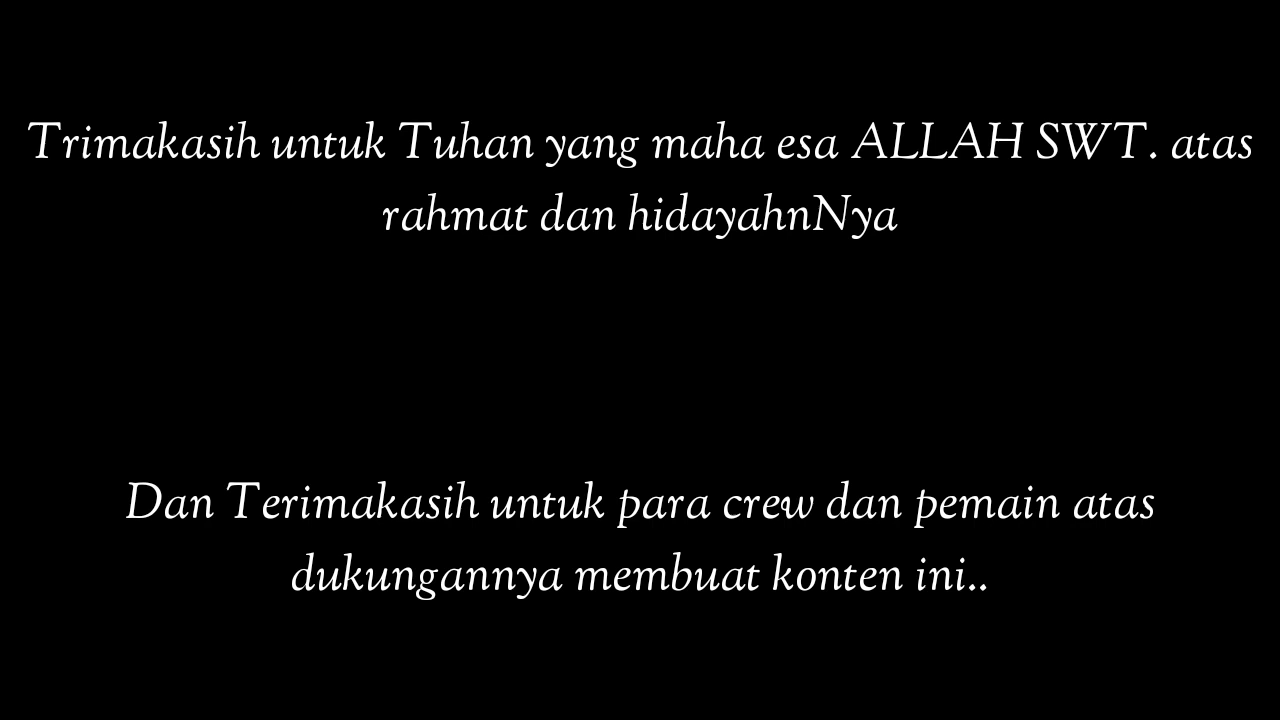 Trimakasih untuk Tuhan yang maha esa ALLAH SWT. atas
rahmat dan hidayahnNya
Dan Terimakasih untuk para crew dan pemain atas
dukungannya membuat konten ini..